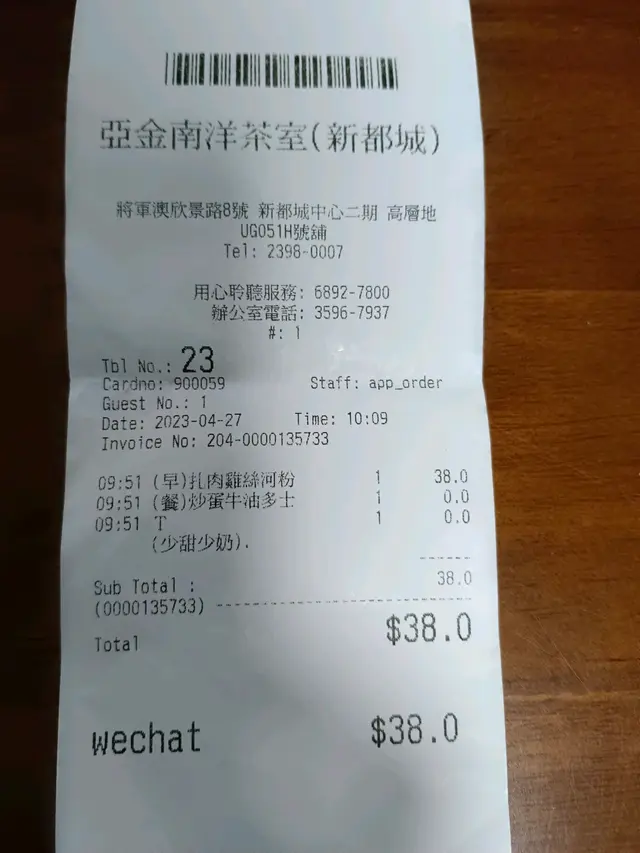 亞金南洋茶室(新都城)
將軍澳欣景路8號 新都城中心二期 高層地
UG051H號舖
Tel: 2398-0007
用心聆聽服務: 6892-7800
辦公室電話: 3596-7937
#: 1
Tbl No.: 23
Cardno: 900059 Staff: app_order
Guest No.: 1
Date: 2023-04-27 Time: 10:09
Invoice No: 204-0000135733
09:51 (早)扎肉雞絲河粉 1 38.0
09:51 (餐)炒蛋牛油多士 1 0.0
09:51 T 1 0.0
(少甜少奶).
------
Sub Total : 38.0
(0000135733) ------------------------------
Total $38.0
wechat $38.0